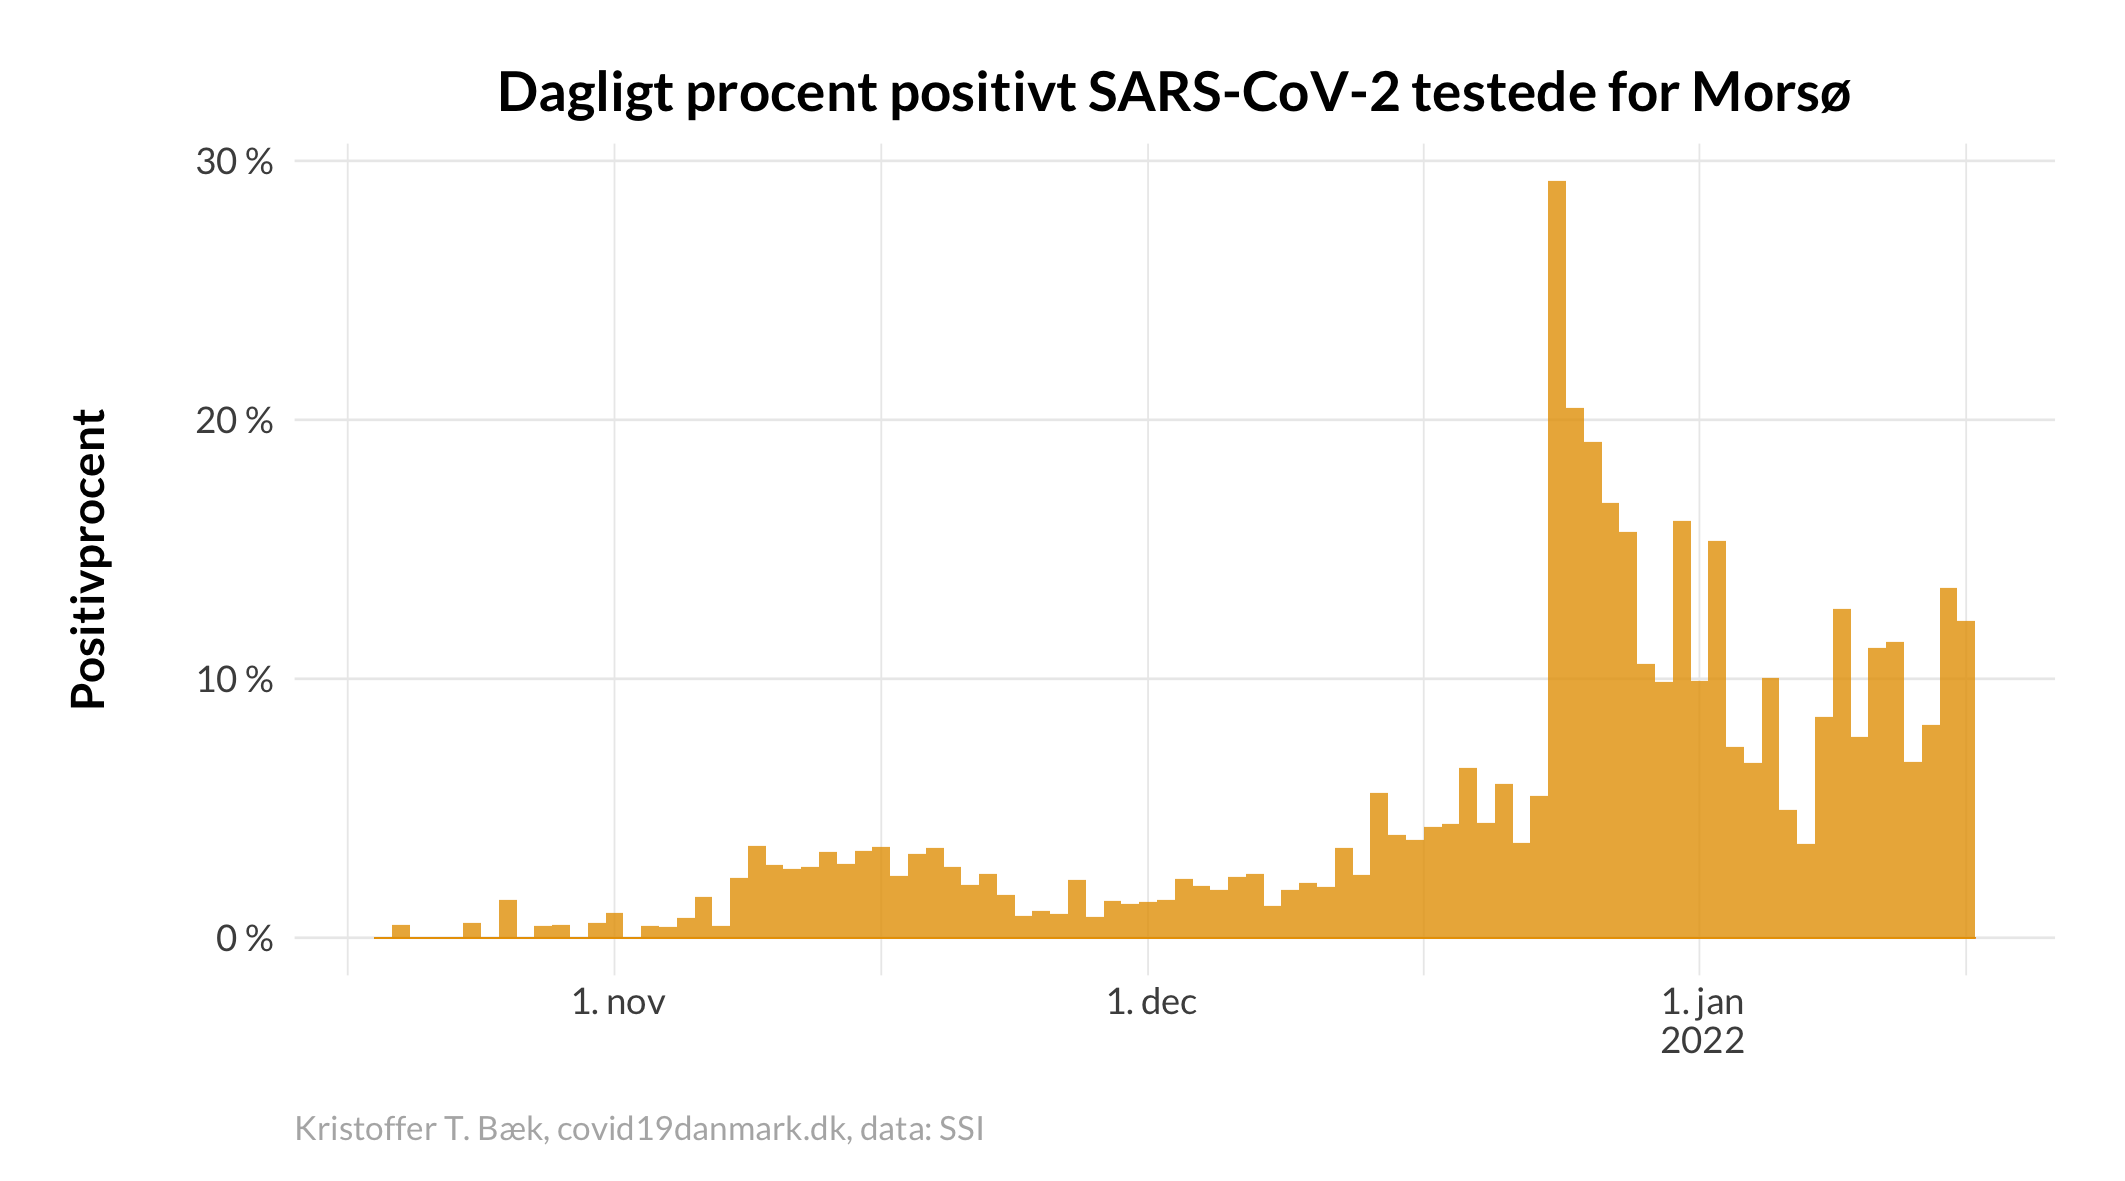 Dagligt procent positivt SARS-CoV-2 testede for Morsø
30 %
20 %
10 %
0 %
Positivprocent
1. nov
1. dec
1. jan
2022
Kristoffer T. Bæk, covid19danmark.dk, data: SSI